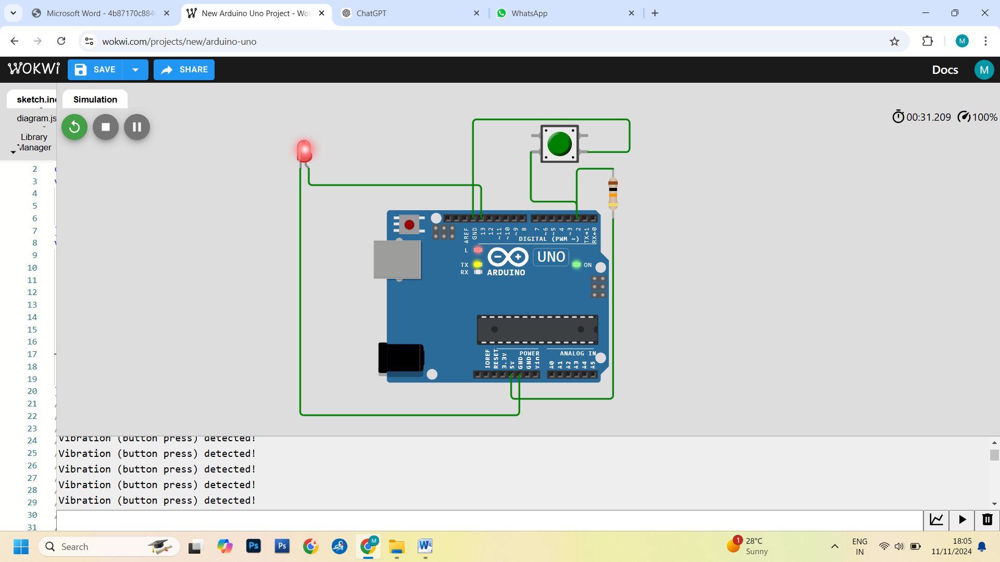 Microsoft Word - 4b87170c884
New Arduino Uno Project - Wo
ChatGPT
WhatsApp
wokwi.com/projects/new/arduino-uno
M
WOKWi
SAVE
SHARE
Docs
M
sketch.in
Simulation
diagram.js
Library
Manager
00:31.209
100%
2
3
4
5
6
7
8
9
10
11
12
13
14
15
16
17
18
19
20
21
22
23
24
25
26
27
28
29
30
31
AREF
GND
13
12
~11
~10
~9
8
7
~6
~5
4
~3
2
TX→1
RX←0
DIGITAL (PWM ~)
L
TX
RX
UNO
ARDUINO
ON
IOREF
RESET
3.3V
5V
GND
GND
Vin
POWER
ANALOG IN
A0
A1
A2
A3
A4
A5
Vibration (button press) detected!
Vibration (button press) detected!
Vibration (button press) detected!
Vibration (button press) detected!
Vibration (button press) detected!
Search
Ps
Ps
M
W
1
28°C
Sunny
ENG
IN
18:05
11/11/2024